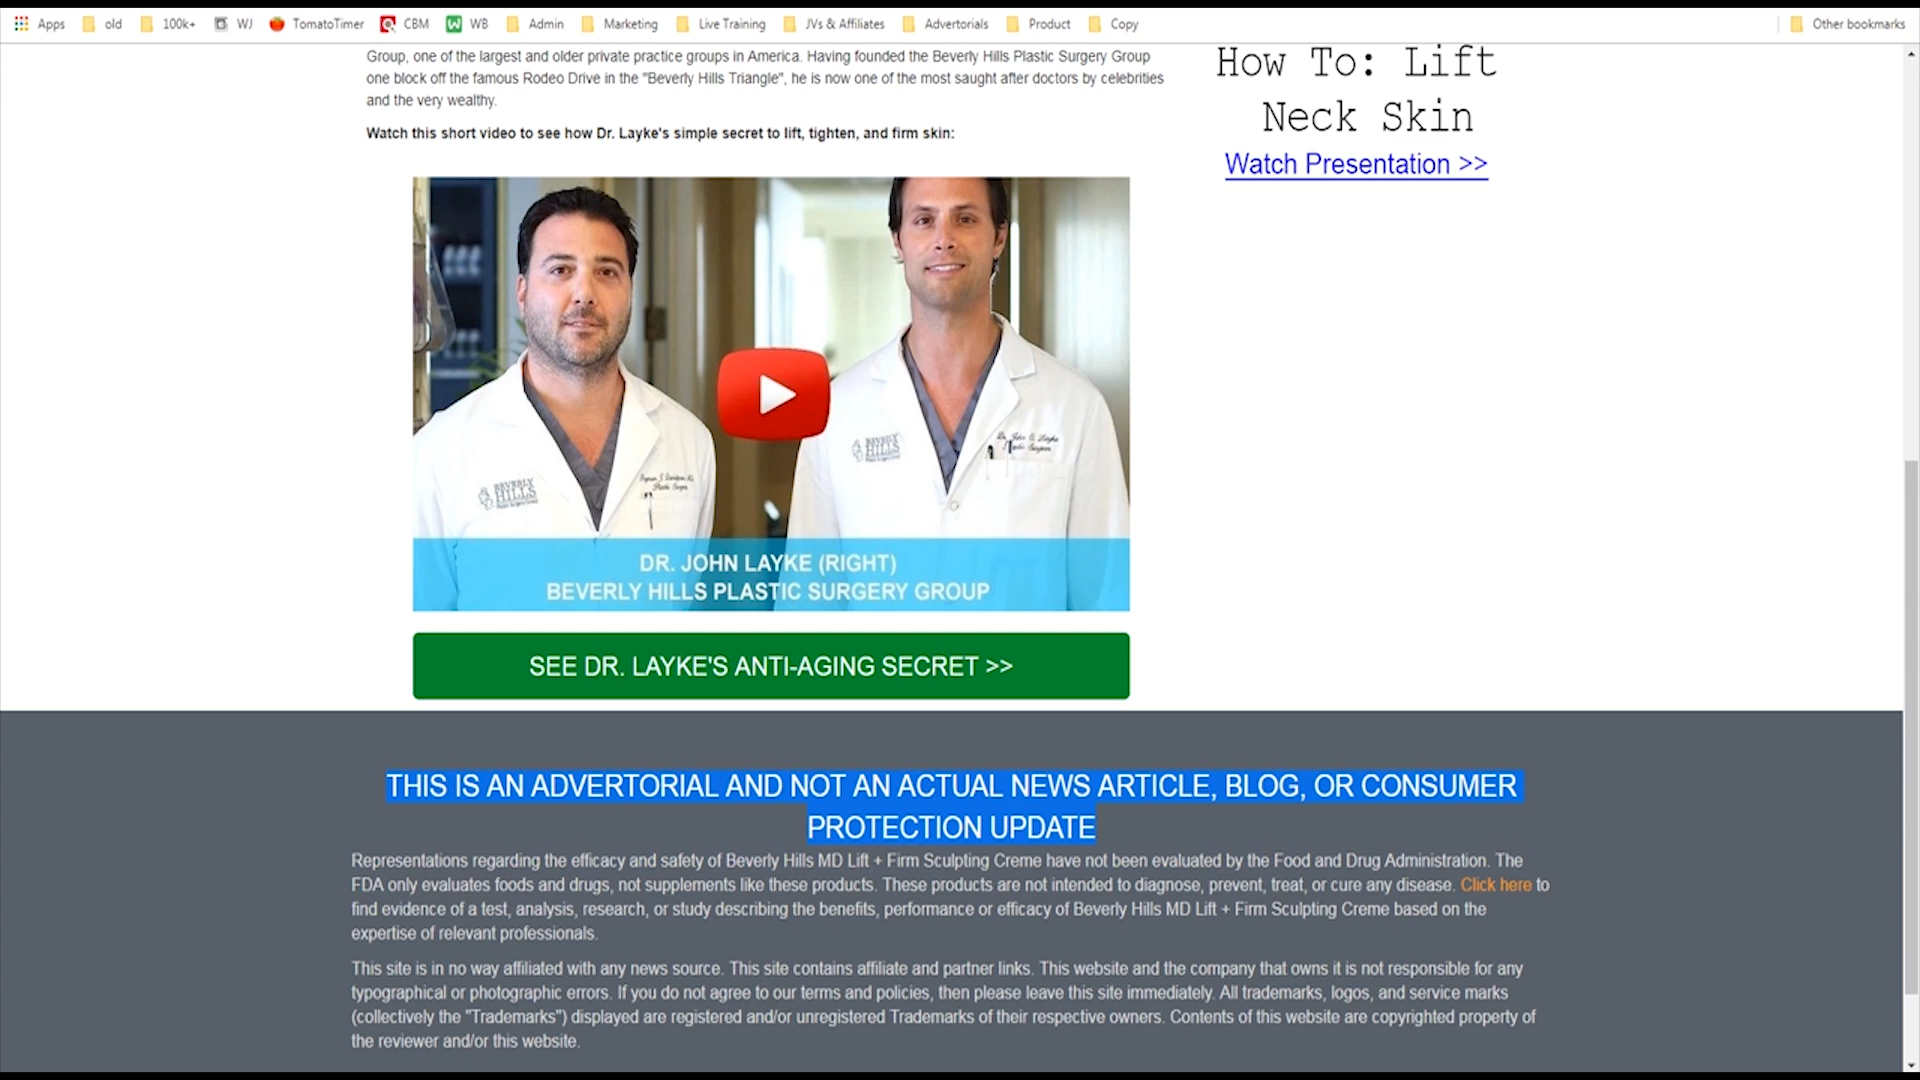 Apps old 100k+ WJ TomatoTimer CBM WB Admin Marketing Live Training JVs & Affiliates Advertorials Product Copy Other bookmarks
Group, one of the largest and older private practice groups in America. Having founded the Beverly Hills Plastic Surgery Group
one block off the famous Rodeo Drive in the "Beverly Hills Triangle", he is now one of the most saught after doctors by celebrities
and the very wealthy.
Watch this short video to see how Dr. Layke's simple secret to lift, tighten, and firm skin:
How To: Lift
Neck Skin
Watch Presentation >>
BEVERLY
HILLS
Plastic Surgery Group
BEVERLY
HILLS
Plastic Surgery Group
DR. JOHN LAYKE (RIGHT)
BEVERLY HILLS PLASTIC SURGERY GROUP
SEE DR. LAYKE'S ANTI-AGING SECRET >>
THIS IS AN ADVERTORIAL AND NOT AN ACTUAL NEWS ARTICLE, BLOG, OR CONSUMER
PROTECTION UPDATE
Representations regarding the efficacy and safety of Beverly Hills MD Lift + Firm Sculpting Creme have not been evaluated by the Food and Drug Administration. The
FDA only evaluates foods and drugs, not supplements like these products. These products are not intended to diagnose, prevent, treat, or cure any disease. Click here to
find evidence of a test, analysis, research, or study describing the benefits, performance or efficacy of Beverly Hills MD Lift + Firm Sculpting Creme based on the
expertise of relevant professionals.
This site is in no way affiliated with any news source. This site contains affiliate and partner links. This website and the company that owns it is not responsible for any
typographical or photographic errors. If you do not agree to our terms and policies, then please leave this site immediately. All trademarks, logos, and service marks
(collectively the "Trademarks") displayed are registered and/or unregistered Trademarks of their respective owners. Contents of this website are copyrighted property of
the reviewer and/or this website.